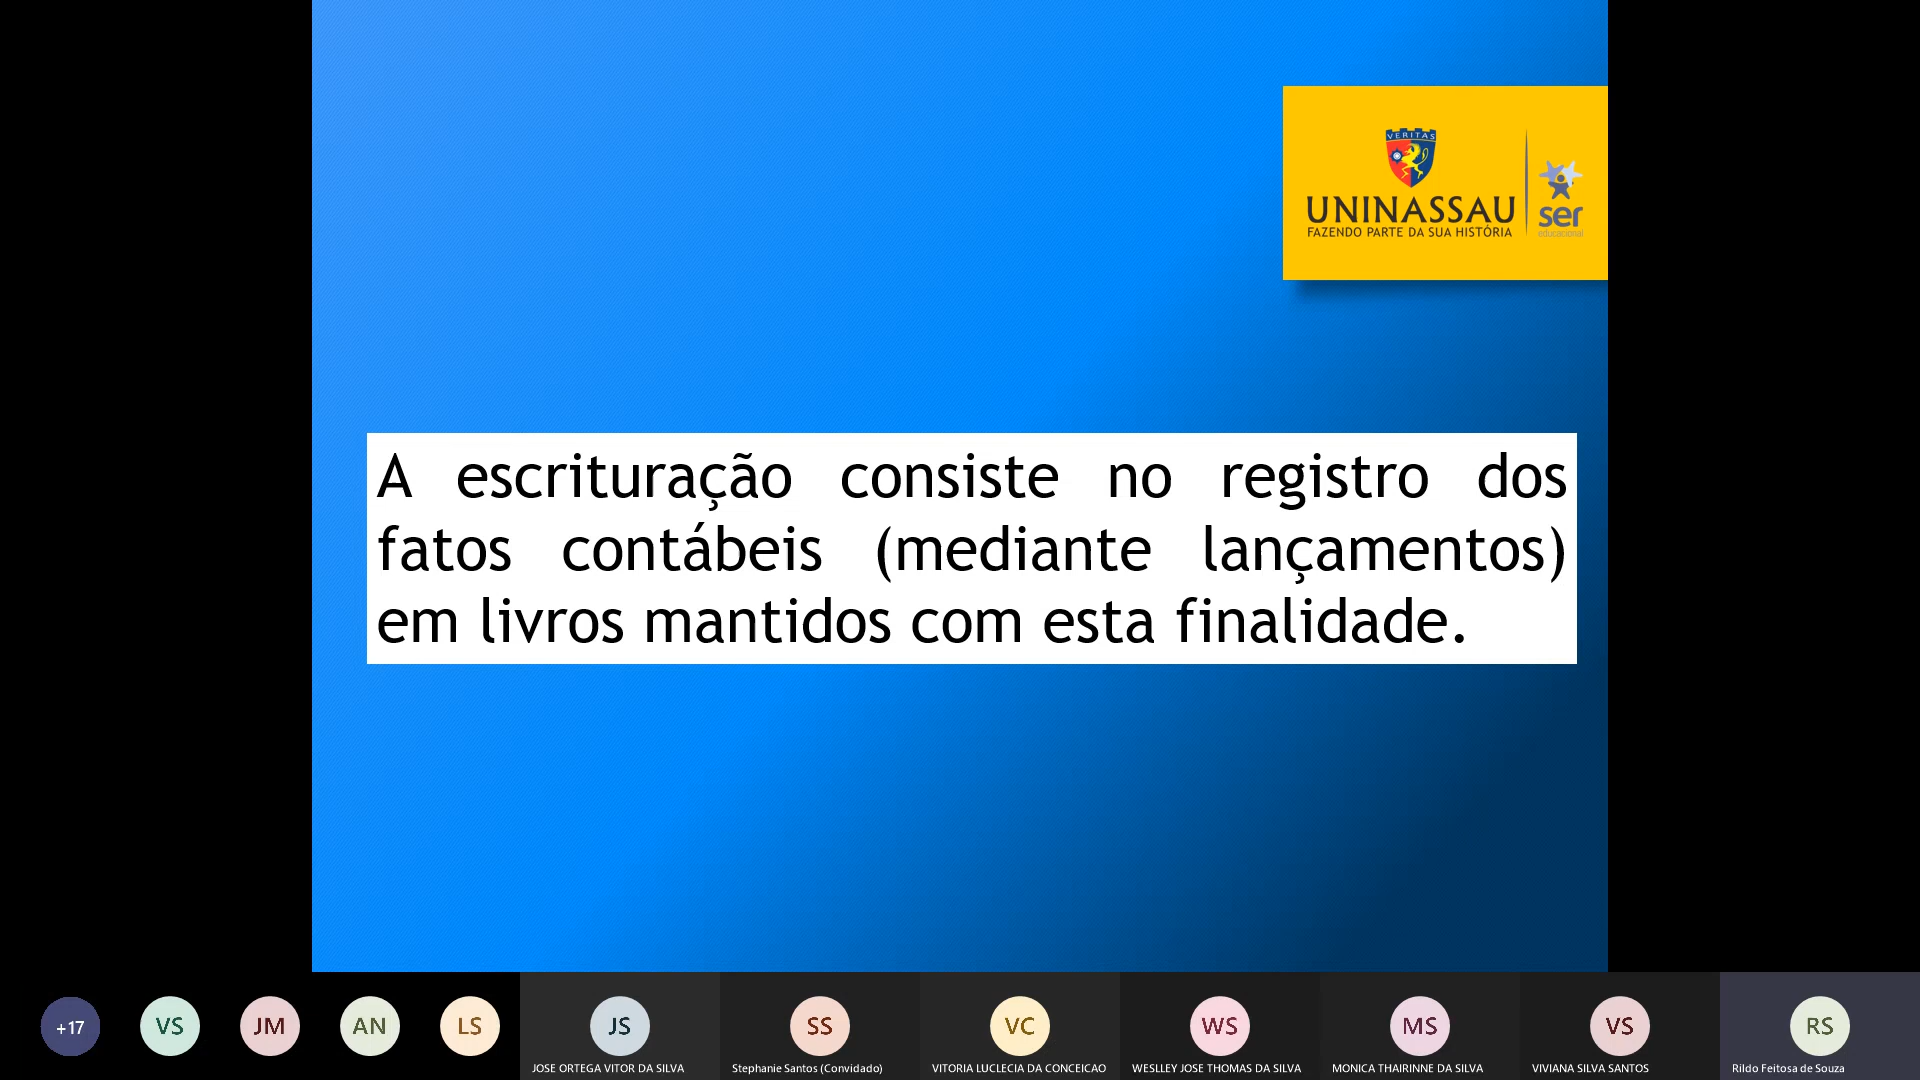 VERITAS
UNINASSAU
FAZENDO PARTE DA SUA HISTÓRIA
ser
educacional
A escrituração consiste no registro dos
fatos contábeis (mediante lançamentos)
em livros mantidos com esta finalidade.
+17
VS
JM
AN
LS
JS
SS
VC
WS
MS
VS
RS
JOSE ORTEGA VITOR DA SILVA
Stephanie Santos (Convidado)
VITORIA LUCLECIA DA CONCEICAO
WESLLEY JOSE THOMAS DA SILVA
MONICA THAIRINNE DA SILVA
VIVIANA SILVA SANTOS
Rildo Feitosa de Souza